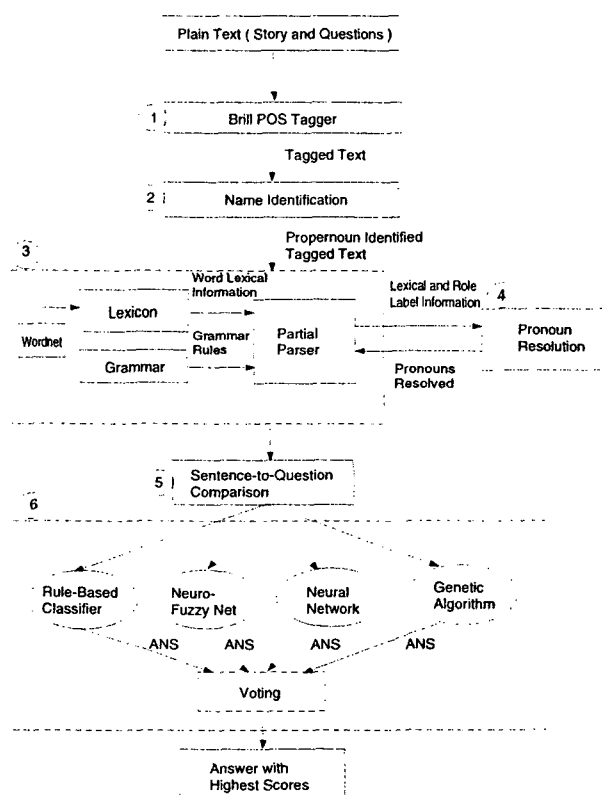 Plain Text ( Story and Questions )
1
Brill POS Tagger
Tagged Text
2
Name Identification
Propernoun Identified
Tagged Text
3
Word Lexical
Information
Lexicon
Wordnet
Grammar
Rules
Grammar
Partial
Parser
Lexical and Role
Label Information
4
Pronoun
Resolution
Pronouns
Resolved
5
Sentence-to-Question
Comparison
6
Rule-Based
Classifier
Neuro-
Fuzzy Net
Neural
Network
Genetic
Algorithm
ANS ANS ANS ANS
Voting
Answer with
Highest Scores